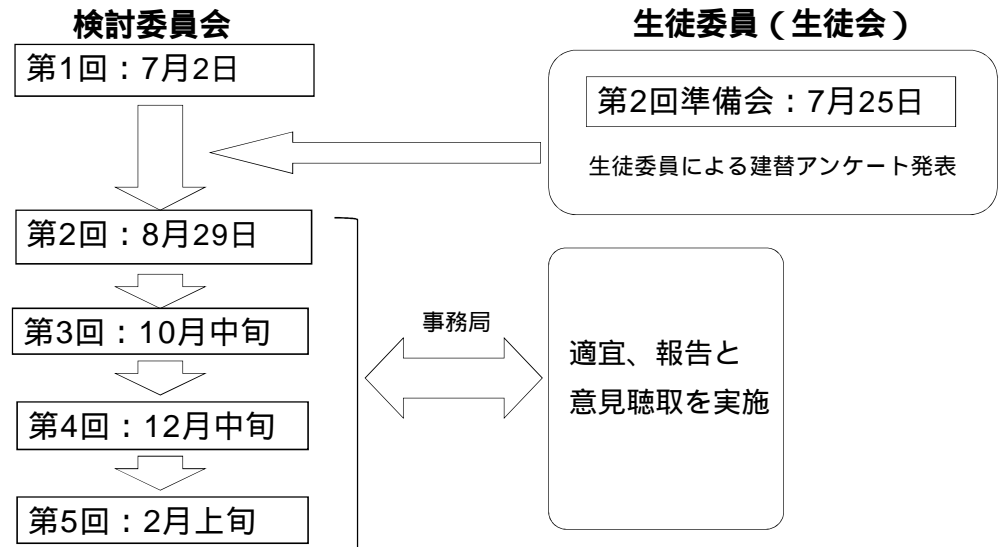 検討委員会
第1回：7月2日
第2回：8月29日
第3回：10月中旬
第4回：12月中旬
第5回：2月上旬
事務局
生徒委員（生徒会）
第2回準備会：7月25日
生徒委員による建替アンケート発表
適宜、報告と
意見聴取を実施